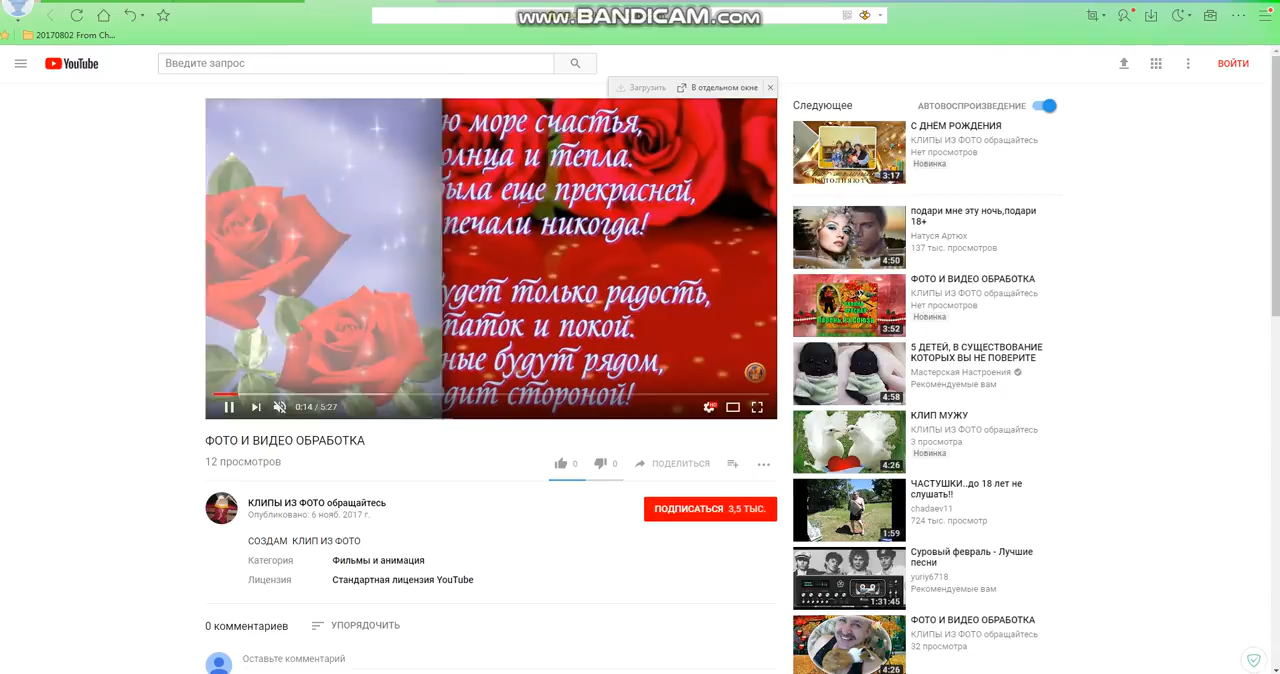 www.BANDICAM.com
20170802 From Ch...
YouTube
Введите запрос
ВОЙТИ
Загрузить
В отдельном окне
ю море счастья,
олнца и тепла.
была еще прекрасней,
печали никогда!
удет только радость,
таток и покой.
ные будут рядом,
одит стороной!
0:14 / 5:27
HD
ФОТО И ВИДЕО ОБРАБОТКА
12 просмотров
0
0
ПОДЕЛИТЬСЯ
КЛИПЫ ИЗ ФОТО обращайтесь
Опубликовано: 6 нояб. 2017 г.
ПОДПИСАТЬСЯ 3,5 ТЫС.
СОЗДАМ КЛИП ИЗ ФОТО
Категория Фильмы и анимация
Лицензия Стандартная лицензия YouTube
0 комментариев
УПОРЯДОЧИТЬ
Оставьте комментарий
Следующее
АВТОВОСПРОИЗВЕДЕНИЕ
3:17
С ДНЁМ РОЖДЕНИЯ
КЛИПЫ ИЗ ФОТО обращайтесь
Нет просмотров
Новинка
4:50
подари мне эту ночь,подари
18+
Натуся Артюх
137 тыс. просмотров
3:52
ФОТО И ВИДЕО ОБРАБОТКА
КЛИПЫ ИЗ ФОТО обращайтесь
Нет просмотров
Новинка
4:58
5 ДЕТЕЙ, В СУЩЕСТВОВАНИЕ
КОТОРЫХ ВЫ НЕ ПОВЕРИТЕ
Мастерская Настроения
Рекомендуемые вам
4:26
КЛИП МУЖУ
КЛИПЫ ИЗ ФОТО обращайтесь
3 просмотра
Новинка
1:59
ЧАСТУШКИ..до 18 лет не
слушать!!
chadaev11
724 тыс. просмотр
1:31:45
Суровый февраль - Лучшие
песни
yuriy6718
Рекомендуемые вам
4:26
ФОТО И ВИДЕО ОБРАБОТКА
КЛИПЫ ИЗ ФОТО обращайтесь
32 просмотра